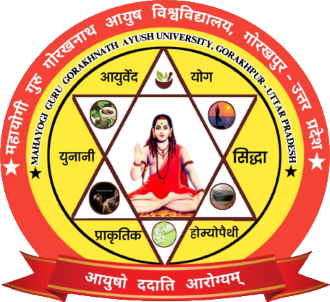 ★ महायोगी गुरु गोरखनाथ आयुष विश्वविद्यालय, गोरखपुर - उत्तर प्रदेश ★
★ MAHAYOGI GURU GORAKHNATH AYUSH UNIVERSITY, GORAKHPUR - UTTAR PRADESH ★
आयुर्वेद योग
यूनानी सिद्धा
प्राकृतिक होम्योपैथी
आयुषो ददाति आरोग्यम्